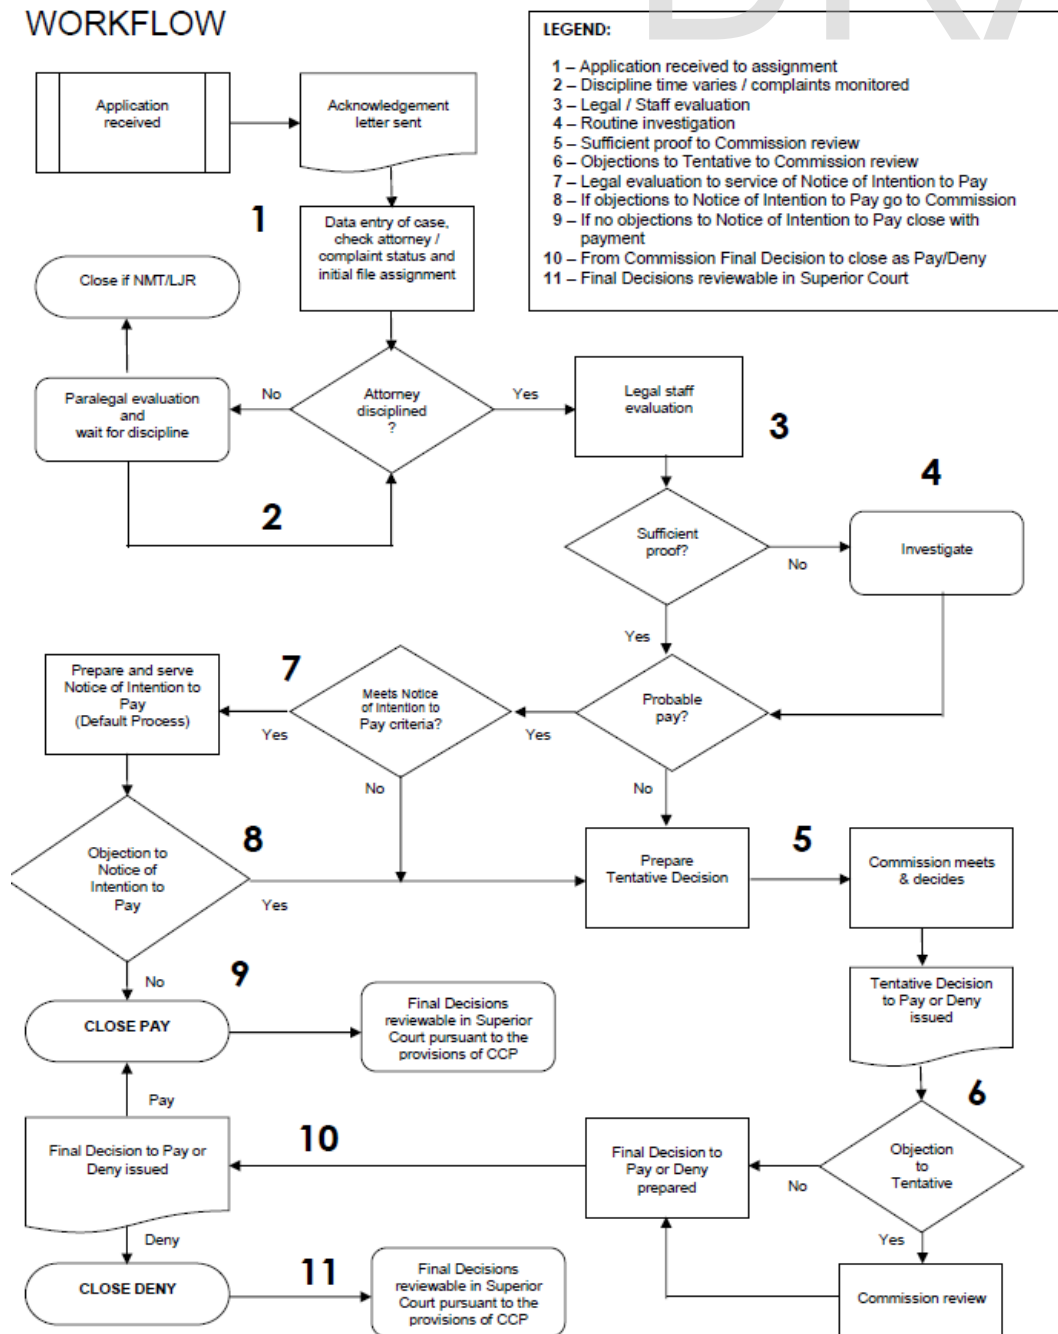 WORKFLOW
LEGEND:
1 – Application received to assignment
2 – Discipline time varies / complaints monitored
3 – Legal / Staff evaluation
4 – Routine investigation
5 – Sufficient proof to Commission review
6 – Objections to Tentative to Commission review
7 – Legal evaluation to service of Notice of Intention to Pay
8 – If objections to Notice of Intention to Pay go to Commission
9 – If no objections to Notice of Intention to Pay close with
payment
10 – From Commission Final Decision to close as Pay/Deny
11 – Final Decisions reviewable in Superior Court
Application
received
Acknowledgement
letter sent
1
Data entry of case,
check attorney /
complaint status and
initial file assignment
Close if NMT/LJR
Paralegal evaluation
and
wait for discipline
No
Attorney
disciplined
?
Yes
Legal staff
evaluation
3
2
4
Sufficient
proof?
No
Investigate
Yes
Prepare and serve
Notice of Intention to
Pay
(Default Process)
7
Yes
Meets Notice
of Intention to
Pay criteria?
Yes
Probable
pay?
No
No
Objection to
Notice of
Intention to
Pay
8
Yes
Prepare
Tentative Decision
5
Commission meets
& decides
No
9
CLOSE PAY
Final Decisions
reviewable in Superior
Court pursuant to the
provisions of CCP
Tentative Decision
to Pay or Deny
issued
Pay
6
Final Decision to Pay or
Deny issued
10
Final Decision to
Pay or Deny
prepared
No
Objection
to
Tentative
Deny
Yes
CLOSE DENY
11
Final Decisions
reviewable in Superior
Court pursuant to the
provisions of CCP
Commission review